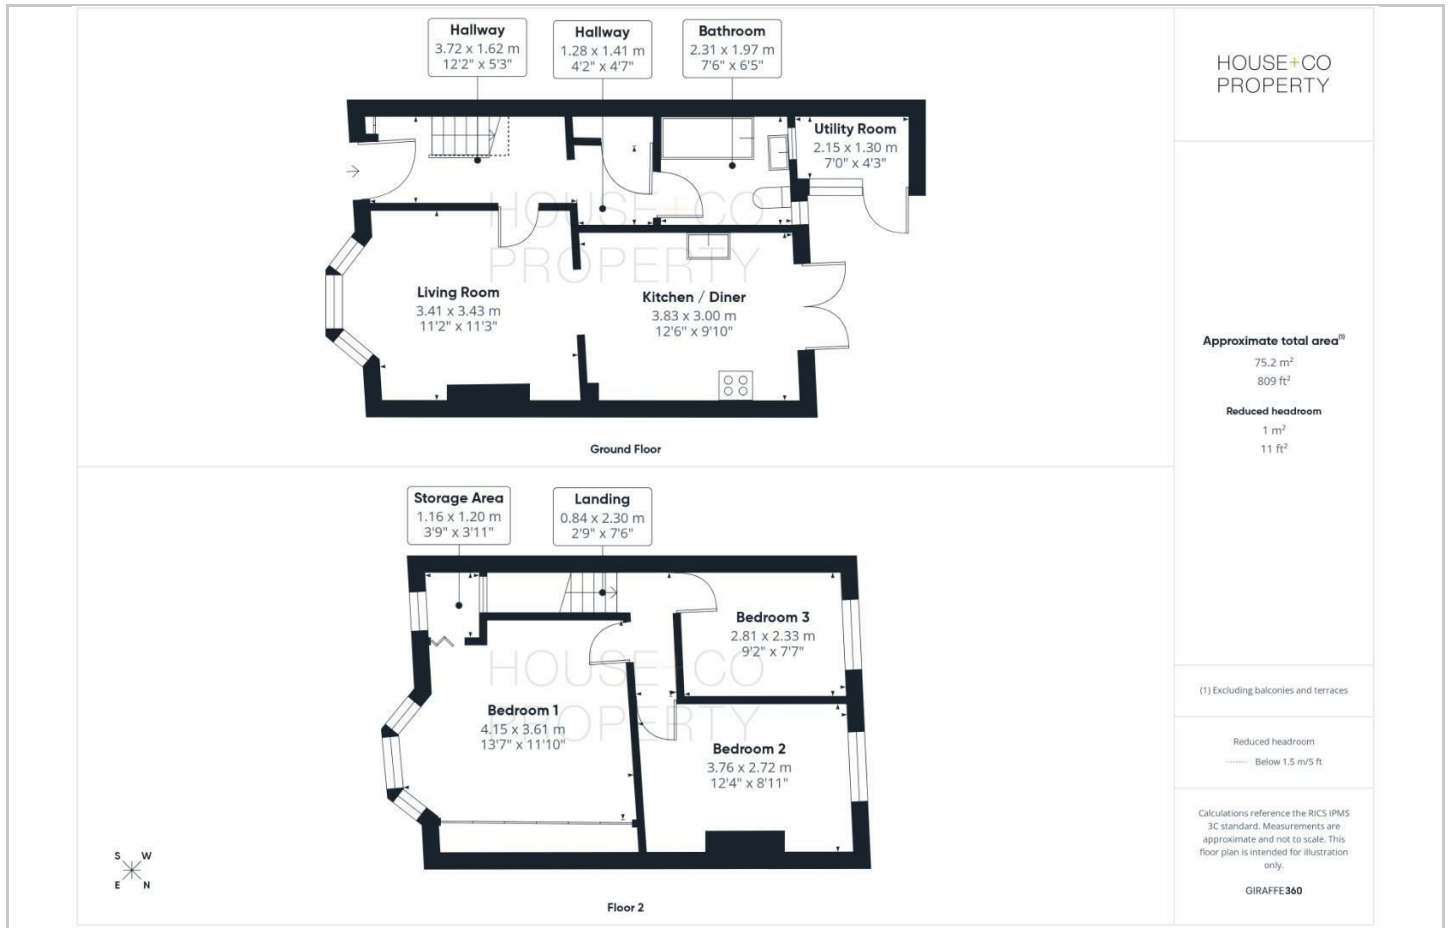 Hallway
3.72 x 1.62 m
12'2" x 5'3"
Hallway
1.28 x 1.41 m
4'2" x 4'7"
Bathroom
2.31 x 1.97 m
7'6" x 6'5"
Utility Room
2.15 x 1.30 m
7'0" x 4'3"
HOUSE+CO
PROPERTY
Living Room
3.41 x 3.43 m
11'2" x 11'3"
Kitchen / Diner
3.83 x 3.00 m
12'6" x 9'10"
Ground Floor
Storage Area
1.16 x 1.20 m
3'9" x 3'11"
Landing
0.84 x 2.30 m
2'9" x 7'6"
Bedroom 3
2.81 x 2.33 m
9'2" x 7'7"
HOUSE+CO
PROPERTY
Bedroom 1
4.15 x 3.61 m
13'7" x 11'10"
Bedroom 2
3.76 x 2.72 m
12'4" x 8'11"
S W
E N
Floor 2
HOUSE+CO
PROPERTY
Approximate total area(1)
75.2 m²
809 ft²
Reduced headroom
1 m²
11 ft²
(1) Excluding balconies and terraces
Reduced headroom
Below 1.5 m/5 ft
Calculations reference the RICS IPMS
3C standard. Measurements are
approximate and not to scale. This
floor plan is intended for illustration
only.
GIRAFFE360